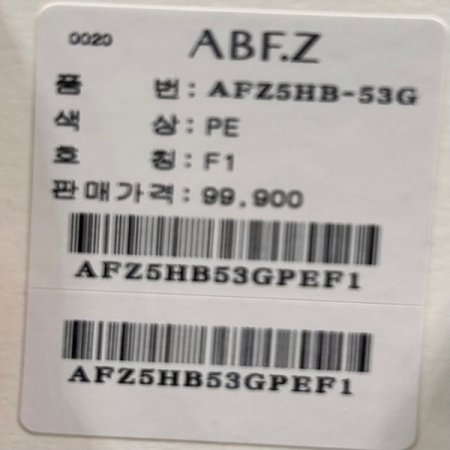 0020 ABF.Z
품 번 : AFZ5HB-53G
색 상 : PE
호 칭 : F1
판매가격 : 99,900
AFZ5HB53GPEF1
AFZ5HB53GPEF1